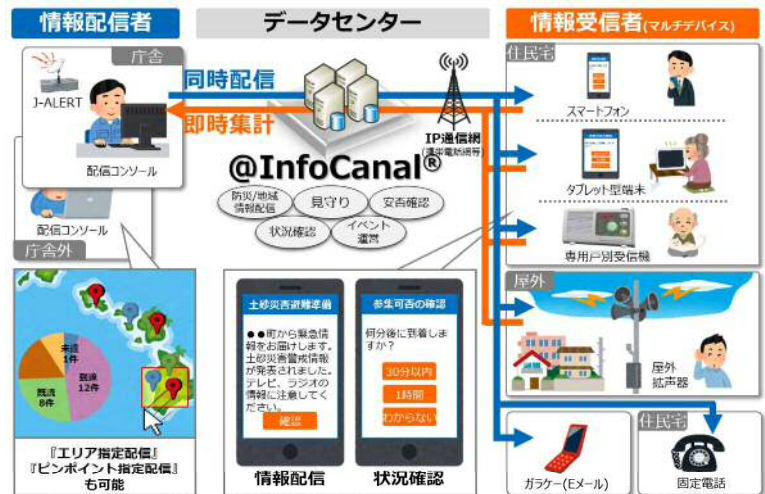 情報配信者
データセンター
情報受信者(マルチデバイス)
庁舎
J-ALERT
配信コンソール
配信コンソール
庁舎外
同時配信
即時集計
IP通信網
(携帯電話網等)
@InfoCanal®
防災/地域
情報配信
見守り
安否確認
状況確認
イベント
運営
住民宅
スマートフォン
タブレット型端末
専用戸別受信機
屋外
屋外
拡声器
未達
1件
到達
12件
既読
8件
『エリア指定配信』
『ピンポイント指定配信』
も可能
土砂災害避難準備
●●町から緊急情
報をお届けします。
土砂災害警戒情報
が発表されました。
テレビ、ラジオの
情報に注意してく
ださい。
確認
情報配信
参集可否の確認
何分後に到着しま
すか？
30分以内
1時間
わからない
状況確認
ガラケー(Eメール)
住民宅
固定電話